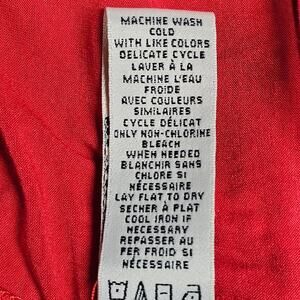 MACHINE WASH
COLD
WITH LIKE COLORS
DELICATE CYCLE
LAVER À LA
MACHINE L'EAU
FROIDE
AVEC COULEURS
SIMILAIRES
CYCLE DÉLICAT
ONLY NON-CHLORINE
BLEACH
WHEN NEEDED
BLANCHIR SANS
CHLORE SI
NÉCESSAIRE
LAY FLAT TO DRY
SECHER À PLAT
COOL IRON IF
NECESSARY
REPASSER AU
FER FROID SI
NÉCESSAIRE